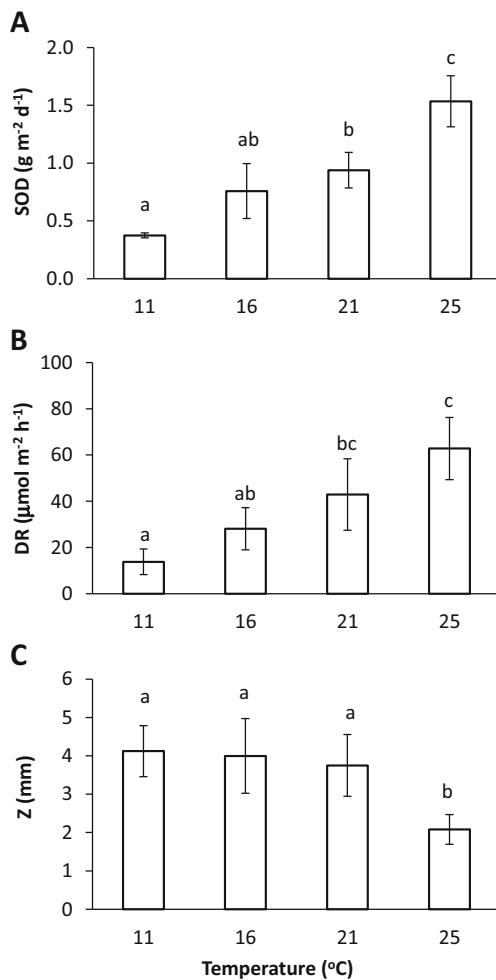 A
SOD (g m⁻² d⁻¹)
2.0
1.5
1.0
0.5
0.0
a
ab
b
c
11 16 21 25
B
DR (µmol m⁻² h⁻¹)
100
80
60
40
20
0
a
ab
bc
c
11 16 21 25
C
Z (mm)
6
5
4
3
2
1
0
a
a
a
b
11 16 21 25
Temperature (ºC)